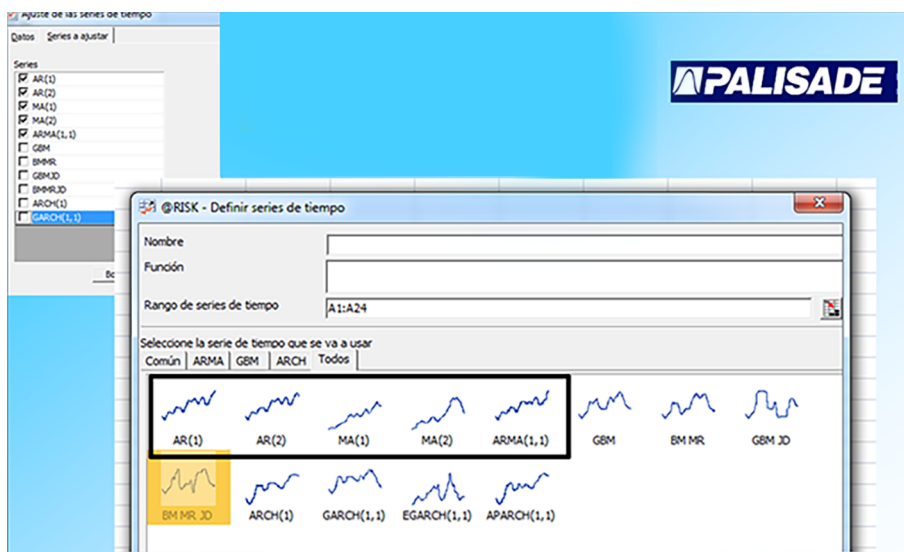 Ajuste de las series de tiempo
Datos Series a ajustar
Series
AR(1)
AR(2)
MA(1)
MA(2)
ARMA(1,1)
GBM
BMMR
GBMJD
BMMRJD
ARCH(1)
GARCH(1,1)
PALISADE
@RISK - Definir series de tiempo
Nombre
Función
Rango de series de tiempo A1:A24
Seleccione la serie de tiempo que se va a usar
Común ARMA GBM ARCH Todos
AR(1) AR(2) MA(1) MA(2) ARMA(1,1) GBM BM MR GBM JD
BM MR JD ARCH(1) GARCH(1,1) EGARCH(1,1) APARCH(1,1)